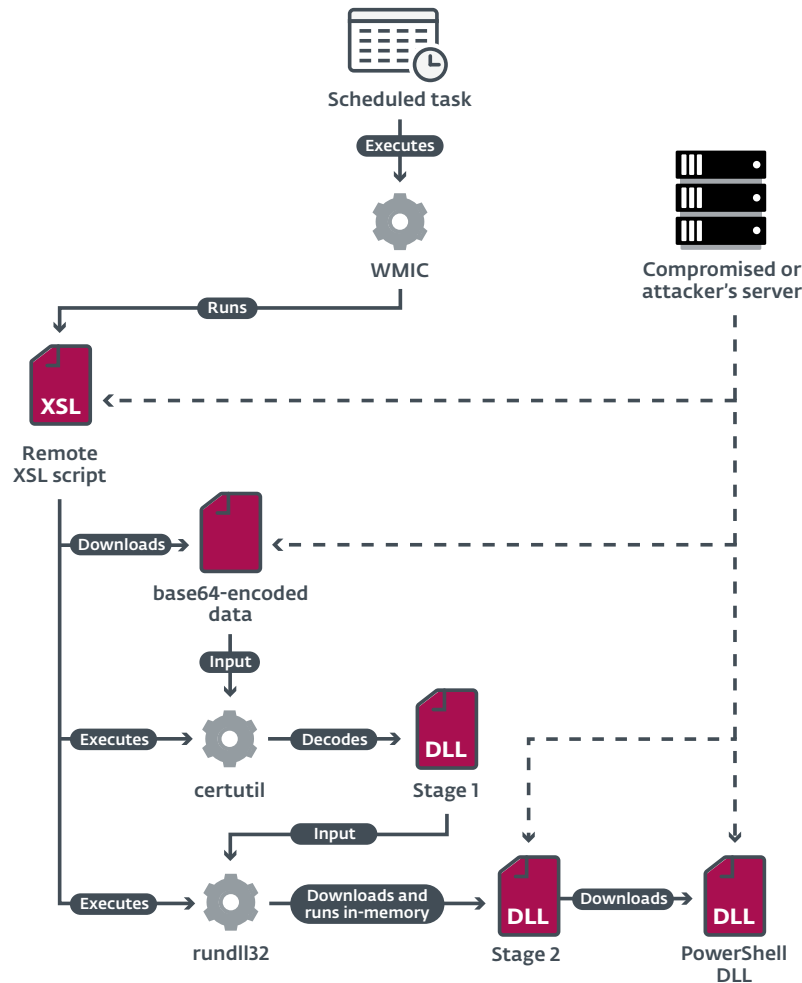 Scheduled task
Executes
WMIC
Compromised or
attacker's server
Runs
XSL
Remote
XSL script
Downloads
base64-encoded
data
Input
Executes
certutil
Decodes
DLL
Stage 1
Input
Executes
rundll32
Downloads and
runs in-memory
DLL
Stage 2
Downloads
DLL
PowerShell
DLL